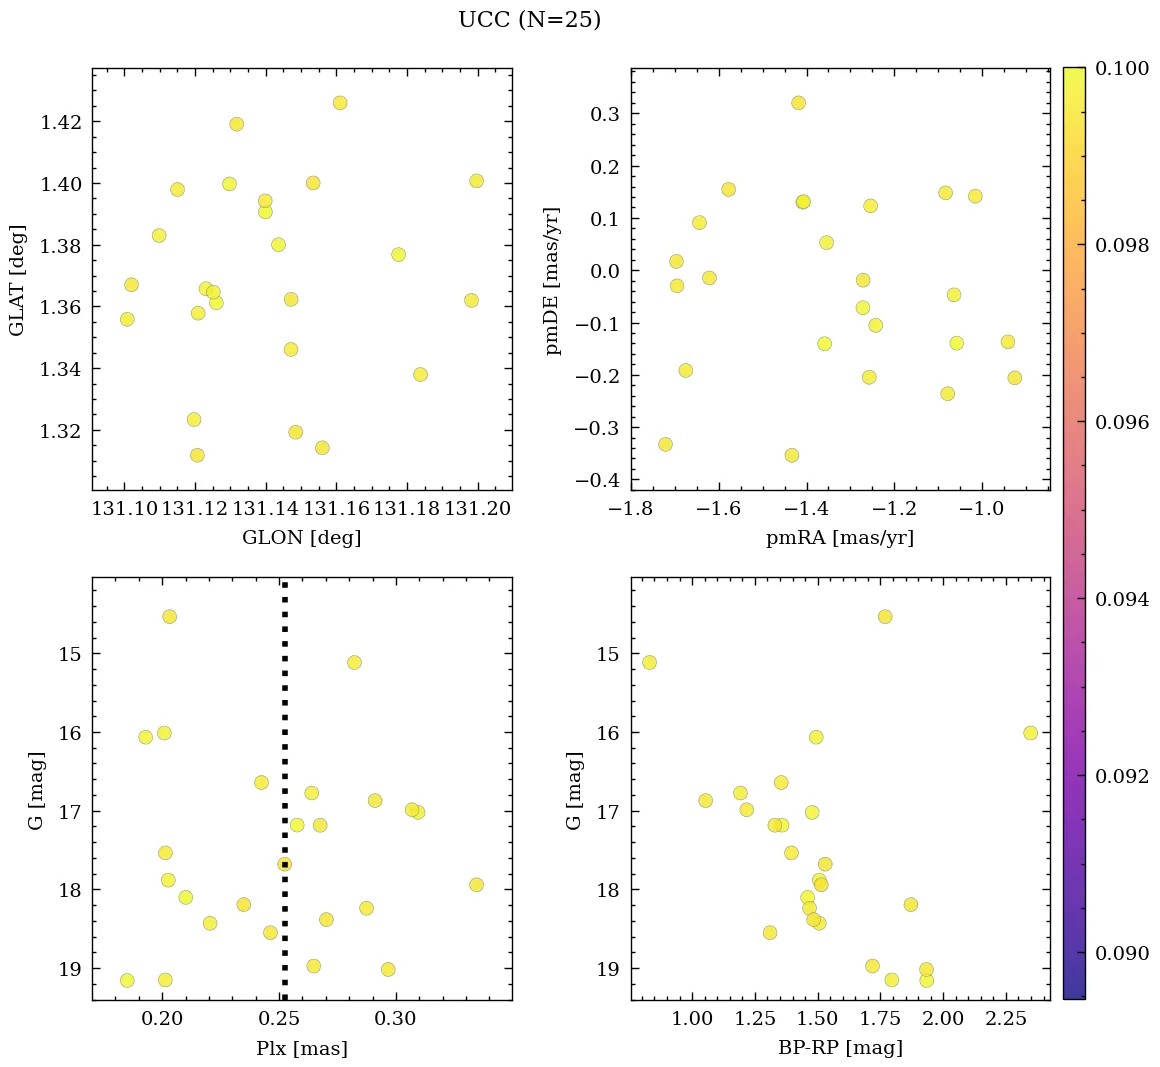 UCC (N=25)
1.42
1.40
1.38
1.36
1.34
1.32
GLAT [deg]
131.10 131.12 131.14 131.16 131.18 131.20
GLON [deg]
0.3
0.2
0.1
0.0
−0.1
−0.2
−0.3
−0.4
pmDE [mas/yr]
−1.8 −1.6 −1.4 −1.2 −1.0
pmRA [mas/yr]
15
16
17
18
19
G [mag]
0.20 0.25 0.30
Plx [mas]
15
16
17
18
19
G [mag]
1.00 1.25 1.50 1.75 2.00 2.25
BP-RP [mag]
0.100
0.098
0.096
0.094
0.092
0.090